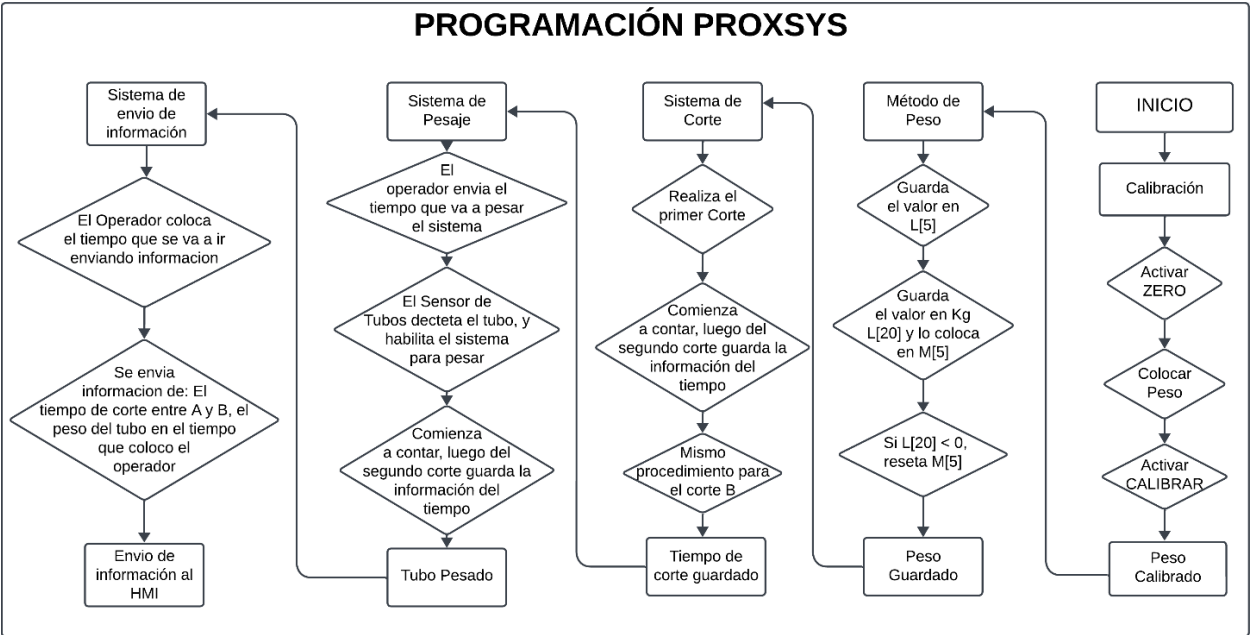 PROGRAMACIÓN PROXSYS
Sistema de
envio de
información
El Operador coloca
el tiempo que se va a ir
enviando informacion
Se envia
informacion de: El
tiempo de corte entre A y B, el
peso del tubo en el tiempo
que coloco el
operador
Envio de
información al
HMI
Sistema de
Pesaje
El
operador envia el
tiempo que va a pesar
el sistema
El Sensor de
Tubos decteta el tubo, y
habilita el sistema
para pesar
Comienza
a contar, luego del
segundo corte guarda la
información del
tiempo
Tubo Pesado
Sistema de
Corte
Realiza el
primer Corte
Comienza
a contar, luego del
segundo corte guarda la
información del
tiempo
Mismo
procedimiento para
el corte B
Tiempo de
corte guardado
Método de
Peso
Guarda
el valor en
L[5]
Guarda
el valor en Kg
L[20] y lo coloca
en M[5]
Si L[20] < 0,
reseta M[5]
Peso
Guardado
INICIO
Calibración
Activar
ZERO
Colocar
Peso
Activar
CALIBRAR
Peso
Calibrado